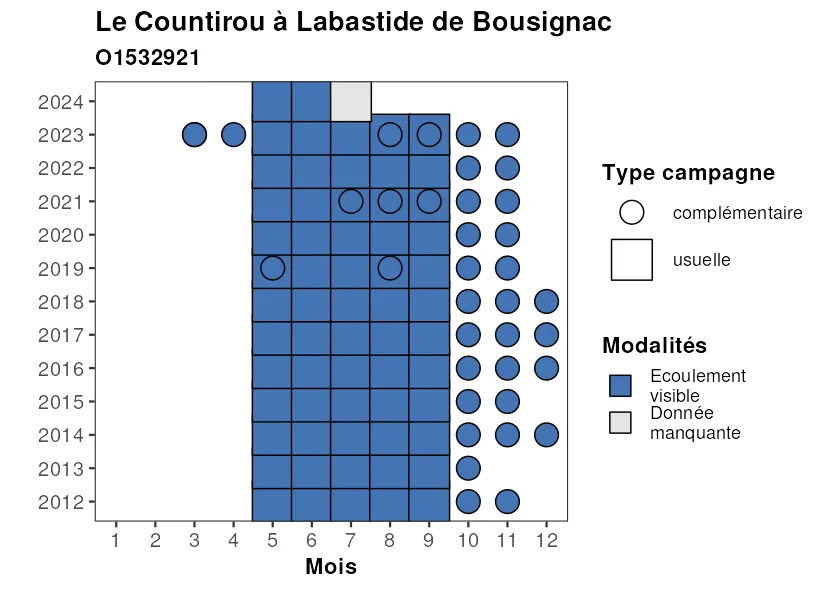 Le Countirou à Labastide de Bousignac
O1532921
2024
2023
2022
2021
2020
2019
2018
2017
2016
2015
2014
2013
2012
1 2 3 4 5 6 7 8 9 10 11 12
Mois
Type campagne
complémentaire
usuelle
Modalités
Ecoulement
visible
Donnée
manquante